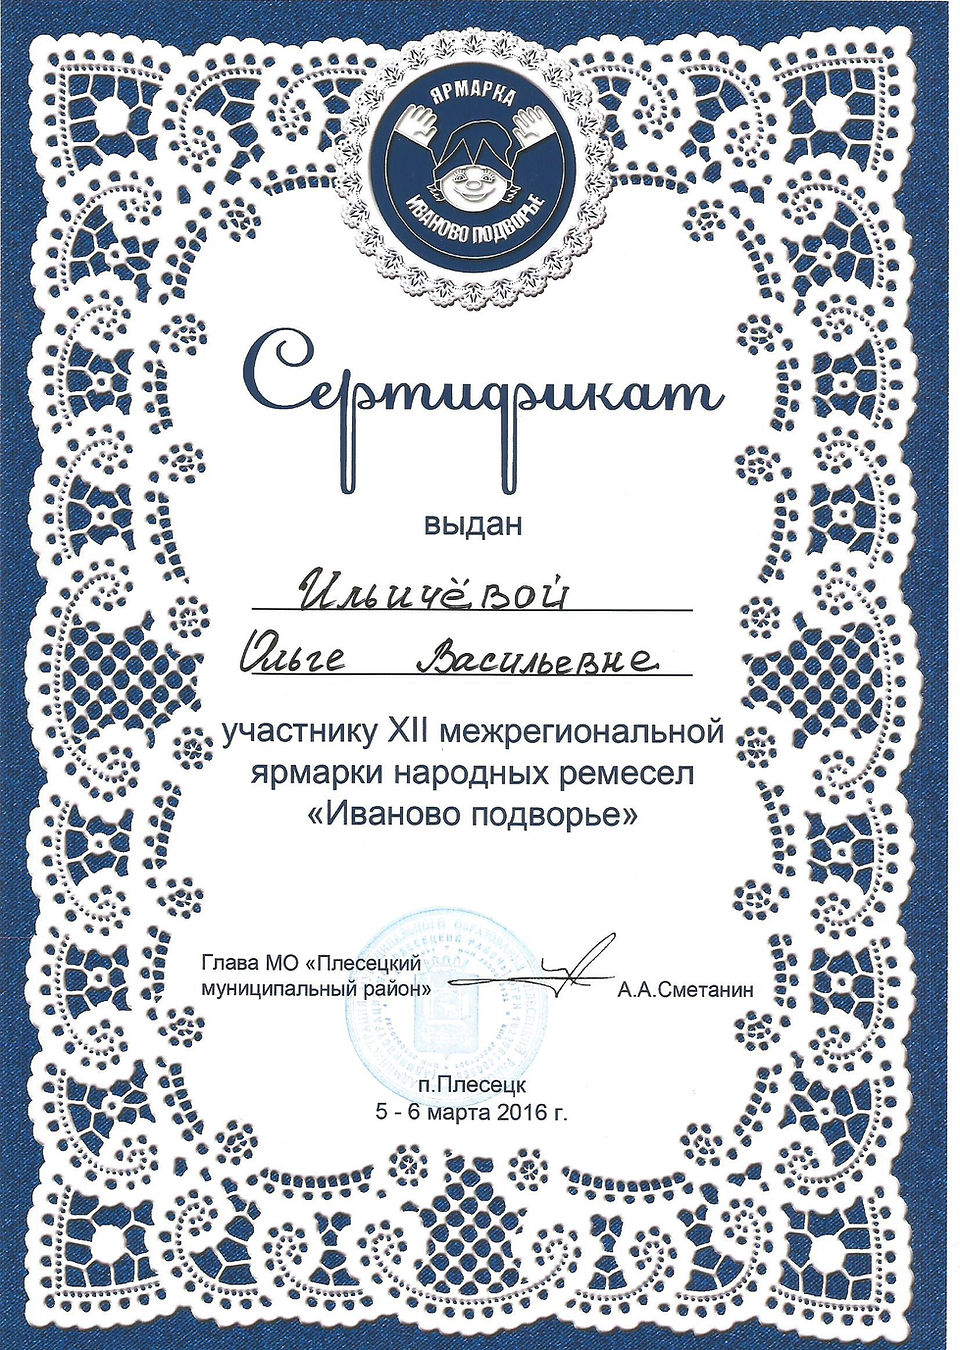 ЯРМАРКА
ИВАНОВО ПОДВОРЬЕ
Сертификат
выдан
Ильичёвой
Ольге Васильевне
участнику XII межрегиональной
ярмарки народных ремесел
«Иваново подворье»
Глава МО «Плесецкий
муниципальный район»
А.А.Сметанин
п.Плесецк
5 - 6 марта 2016 г.